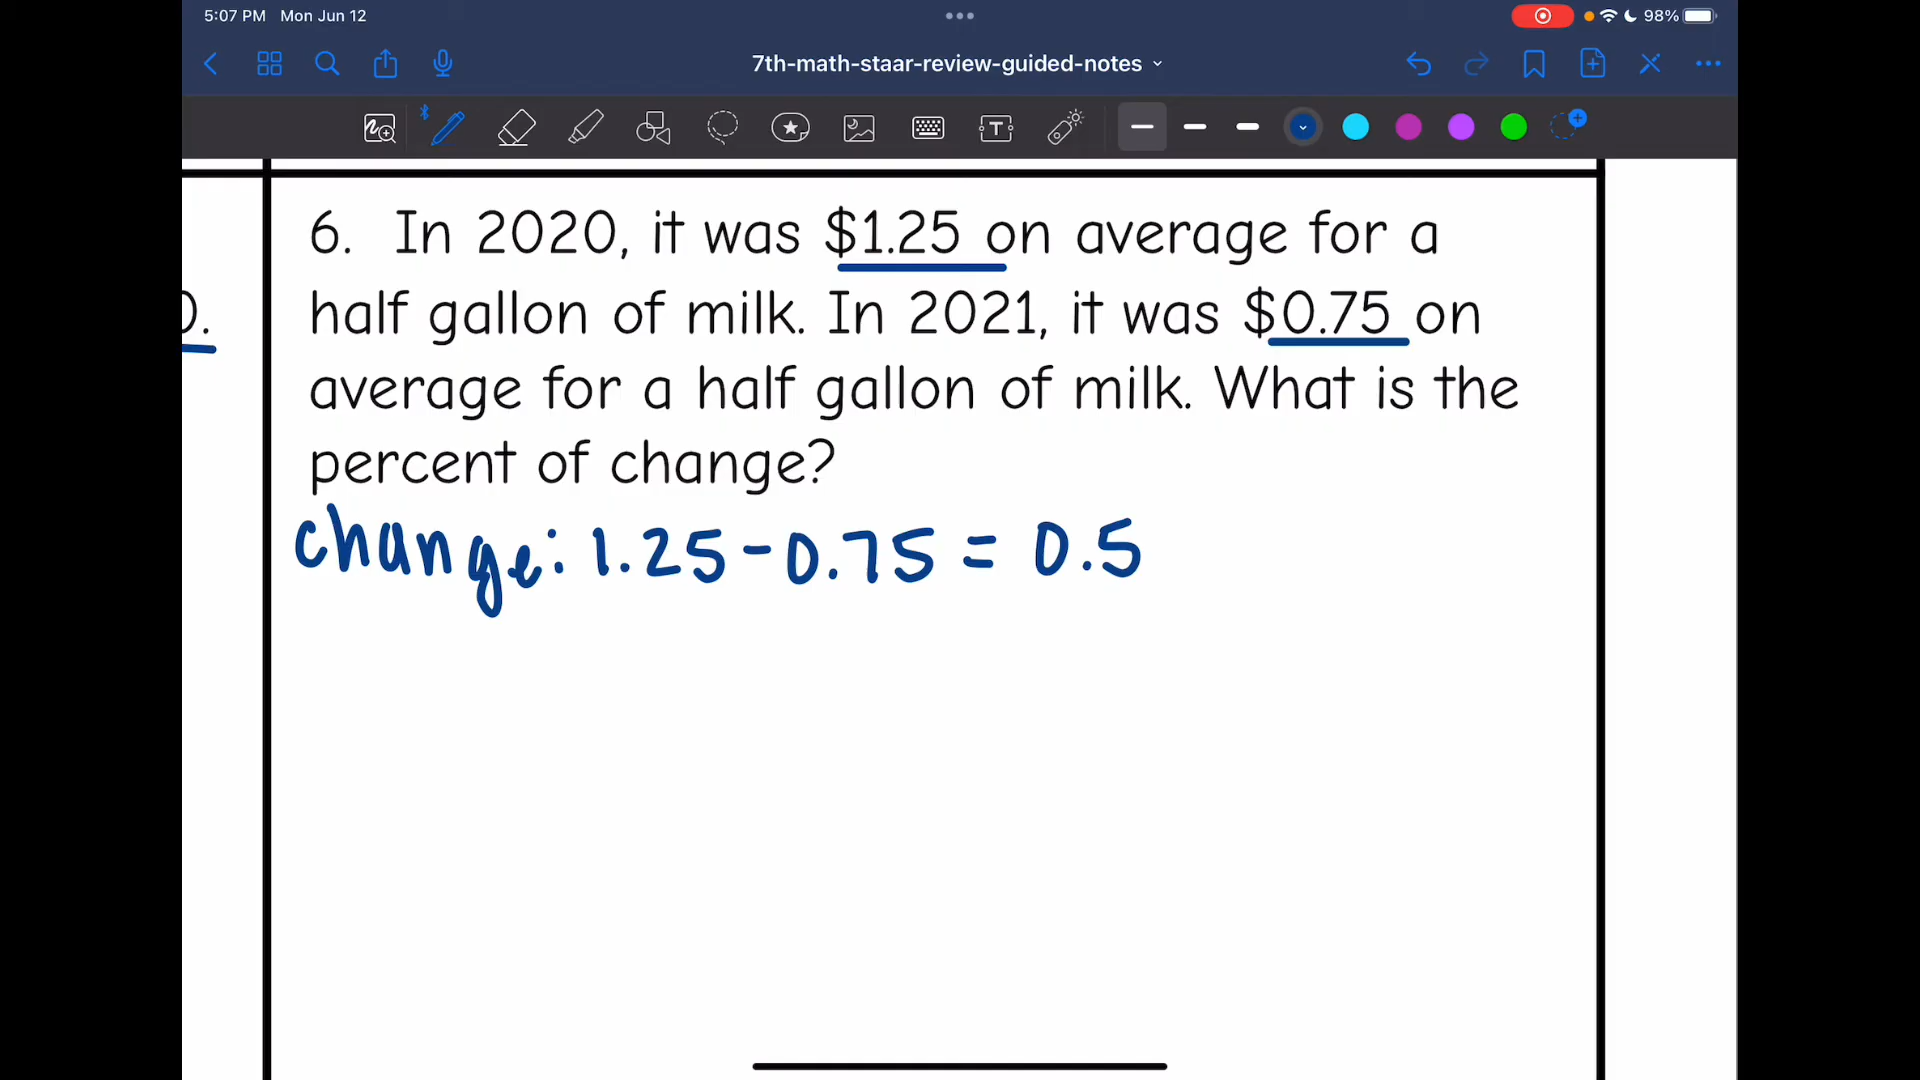 5:07 PM Mon Jun 12
98%
7th-math-staar-review-guided-notes
6. In 2020, it was $1.25 on average for a
half gallon of milk. In 2021, it was $0.75 on
average for a half gallon of milk. What is the
percent of change?
change: 1.25-0.75 = 0.5
0.